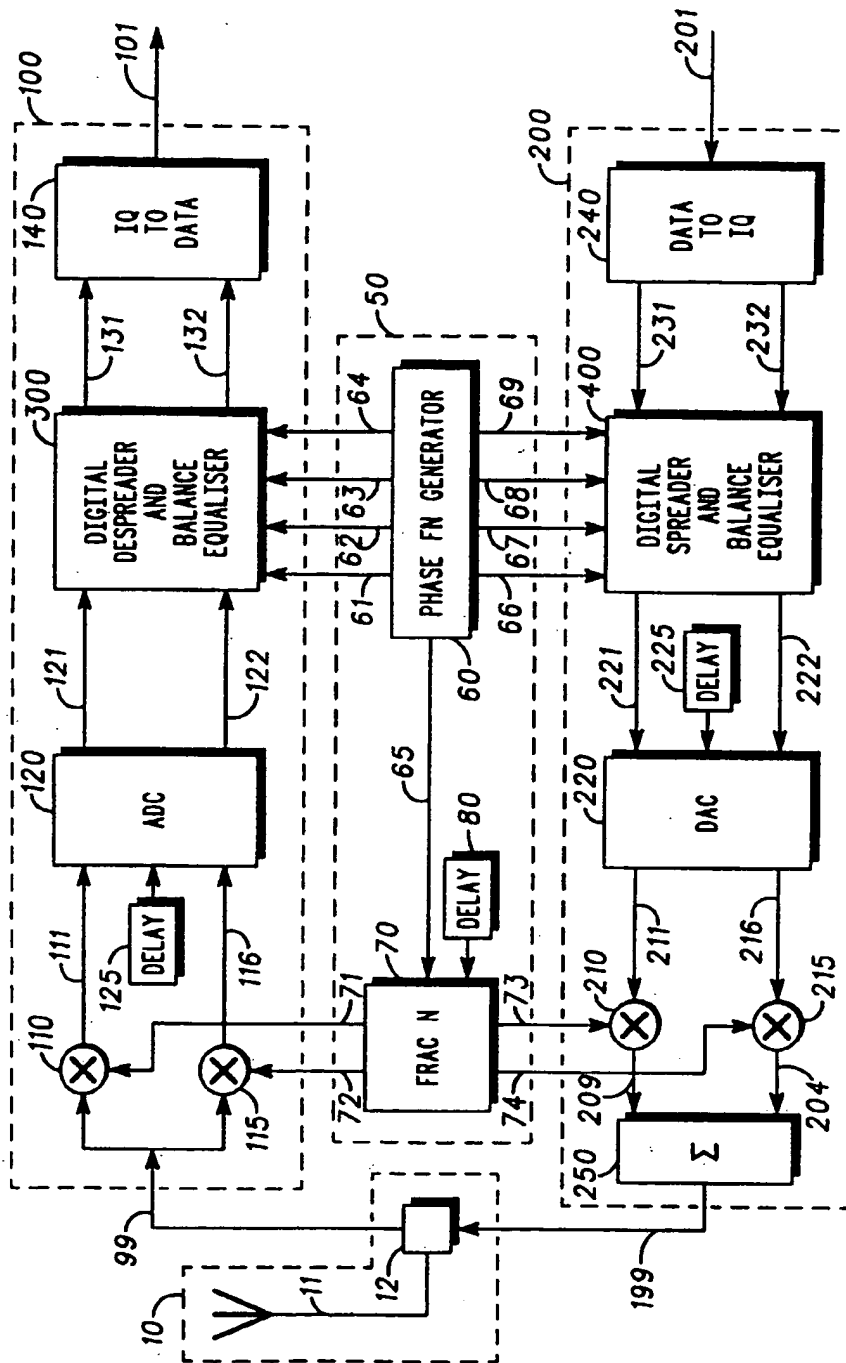 100
101
110
111
115
116
125
DELAY
120
ADC
121
122
300
DIGITAL
DESPREADER
AND
BALANCE
EQUALISER
131
132
140
IQ
TO
DATA
50
70
FRAC N
71
72
73
74
80
DELAY
65
60
PHASE FN GENERATOR
61
62
63
64
66
67
68
69
10
11
12
99
199
200
201
250
Σ
209
204
210
215
211
216
220
DAC
225
DELAY
221
222
400
DIGITAL
SPREADER
AND
BALANCE
EQUALISER
231
232
240
DATA
TO
IQ